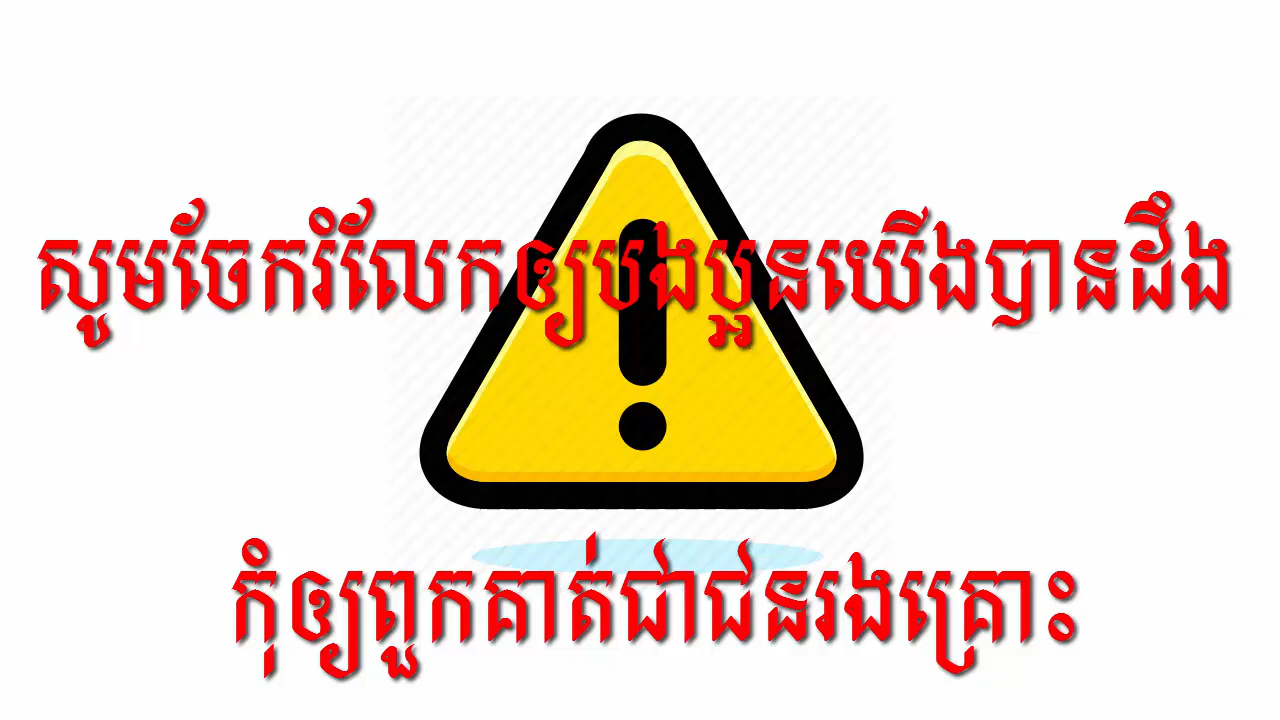 សូមចែករំលែកឲ្យបងប្អូនយើងបានដឹង
កុំឲ្យពួកគាត់ជាជនរងគ្រោះ